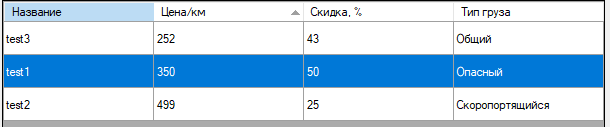 Название Цена/км Скидка, % Тип груза
test3 252 43 Общий
test1 350 50 Опасный
test2 499 25 Скоропортящийся